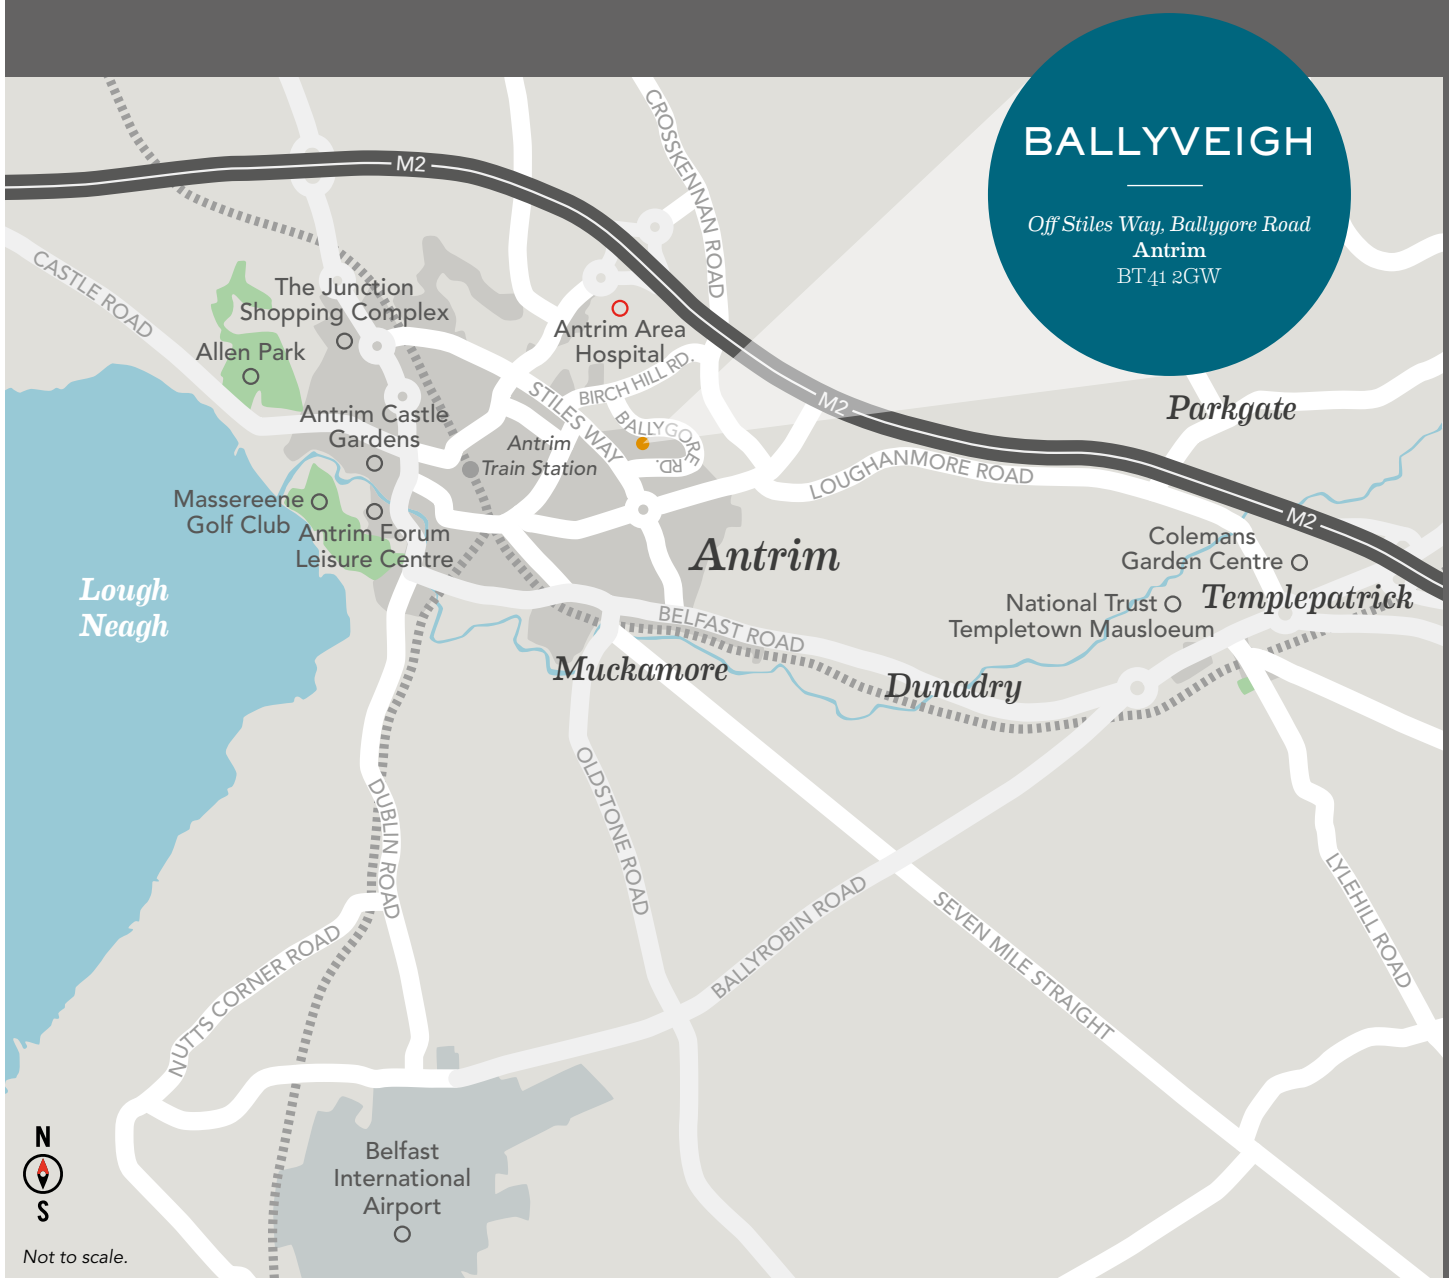 BALLYVEIGH
Off Stiles Way, Ballygore Road
Antrim
BT41 2GW
M2
CROSSKENNAN ROAD
CASTLE ROAD
The Junction
Shopping Complex
Allen Park
Antrim Area
Hospital
BIRCH HILL RD.
STILES WAY
BALLYGORE
RD.
M2
Parkgate
Antrim Castle
Gardens
Antrim
Train Station
LOUGHANMORE ROAD
Massereene
Golf Club
Antrim Forum
Leisure Centre
Antrim
M2
Colemans
Garden Centre
Templepatrick
National Trust
Templetown Mausloeum
Lough
Neagh
BELFAST ROAD
Muckamore
Dunadry
DUBLIN ROAD
OLDSTONE ROAD
BALLYROBIN ROAD
SEVEN MILE STRAIGHT
LYLEHILL ROAD
NUTTS CORNER ROAD
Belfast
International
Airport
N
S
Not to scale.